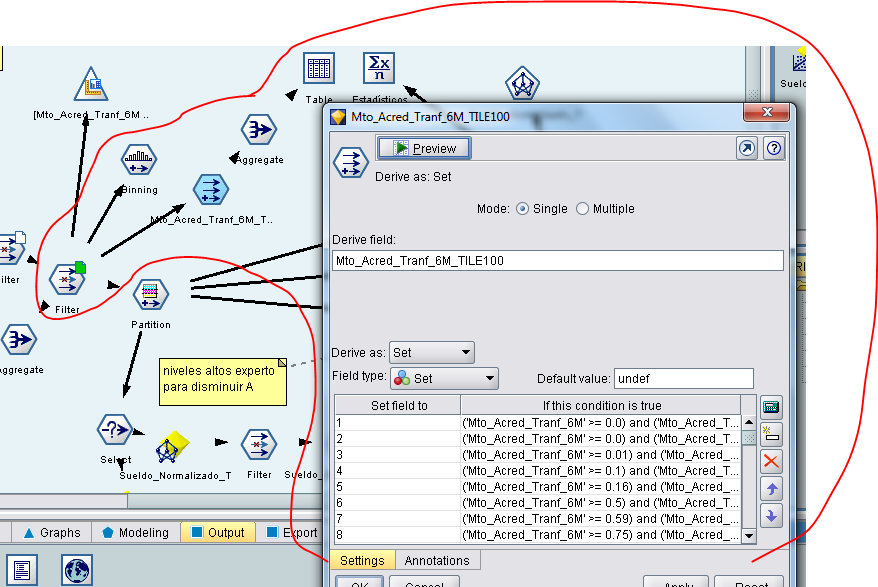 Mto_Acred_Tranf_6M_TILE100
Preview
Derive as: Set
Mode: Single Multiple
Derive field:
Mto_Acred_Tranf_6M_TILE100
Derive as: Set
Field type: Set Default value: undef
Set field to If this condition is true
1 ('Mto_Acred_Tranf_6M' >= 0.0) and ('Mto_Acred_T...
2 ('Mto_Acred_Tranf_6M' >= 0.0) and ('Mto_Acred_T...
3 ('Mto_Acred_Tranf_6M' >= 0.01) and ('Mto_Acred_...
4 ('Mto_Acred_Tranf_6M' >= 0.1) and ('Mto_Acred_T...
5 ('Mto_Acred_Tranf_6M' >= 0.16) and ('Mto_Acred_...
6 ('Mto_Acred_Tranf_6M' >= 0.5) and ('Mto_Acred_T...
7 ('Mto_Acred_Tranf_6M' >= 0.59) and ('Mto_Acred_...
8 ('Mto_Acred_Tranf_6M' >= 0.75) and ('Mto_Acred_...
Settings Annotations
OK Cancel Apply Reset
Table
Estadísticos
[Mto_Acred_Tranf_6M ..
Aggregate
Binning
Mto_Acred_Tranf_6M_T..
ilter
Filter
Partition
Aggregate
niveles altos experto
para disminuir A
Select
Sueldo_Normalizado_T
Filter
Sueldo_
Sueld
Graphs Modeling Output Export